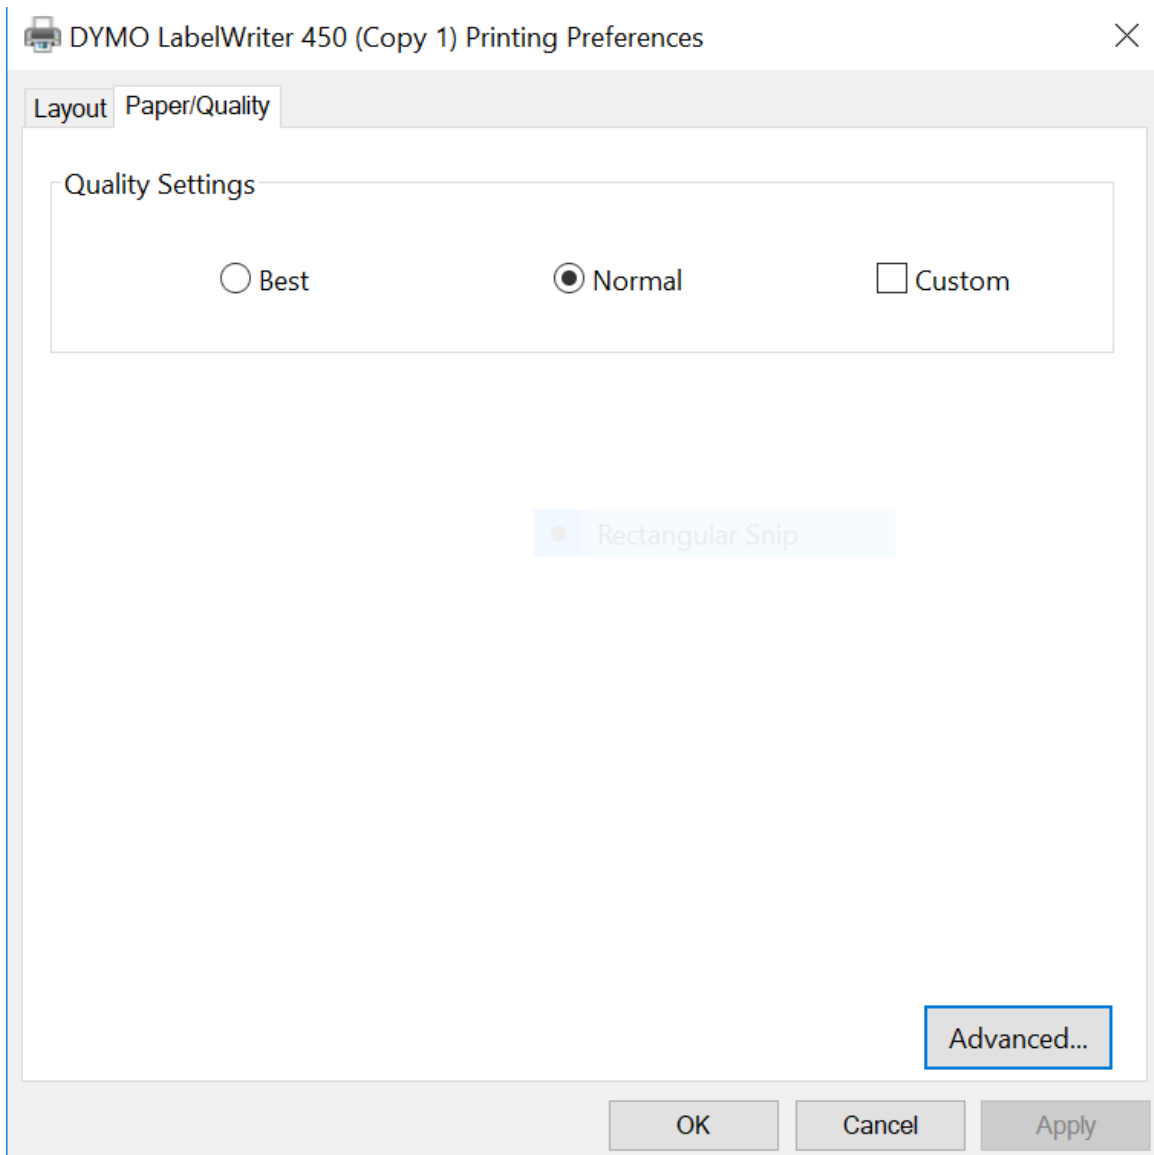 DYMO LabelWriter 450 (Copy 1) Printing Preferences
Layout Paper/Quality
Quality Settings
Best Normal Custom
Rectangular Snip
Advanced...
OK Cancel Apply